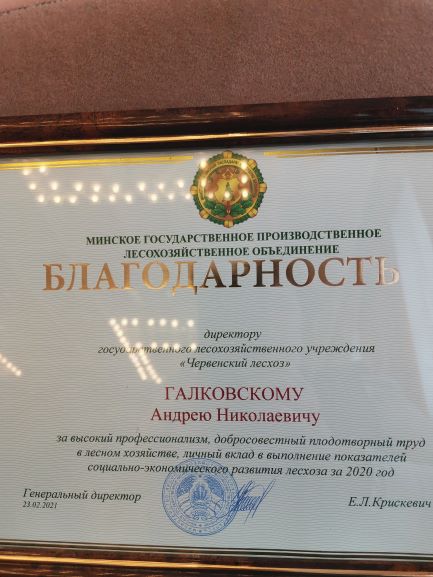 МИНСКОЕ ГОСУДАРСТВЕННОЕ ПРОИЗВОДСТВЕННОЕ
ЛЕСОХОЗЯЙСТВЕННОЕ ОБЪЕДИНЕНИЕ
БЛАГОДАРНОСТЬ
директору
государственного лесохозяйственного учреждения
«Червенский лесхоз»
ГАЛКОВСКОМУ
Андрею Николаевичу
за высокий профессионализм, добросовестный плодотворный труд
в лесном хозяйстве, личный вклад в выполнение показателей
социально-экономического развития лесхоза за 2020 год
Генеральный директор
23.02.2021
Е.Л.Крискевич